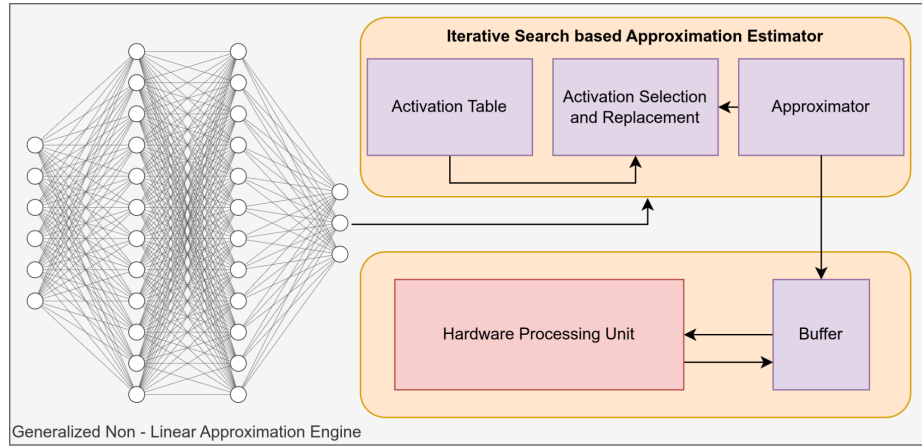 Iterative Search based Approximation Estimator
Activation Table
Activation Selection
and Replacement
Approximator
Hardware Processing Unit
Buffer
Generalized Non - Linear Approximation Engine